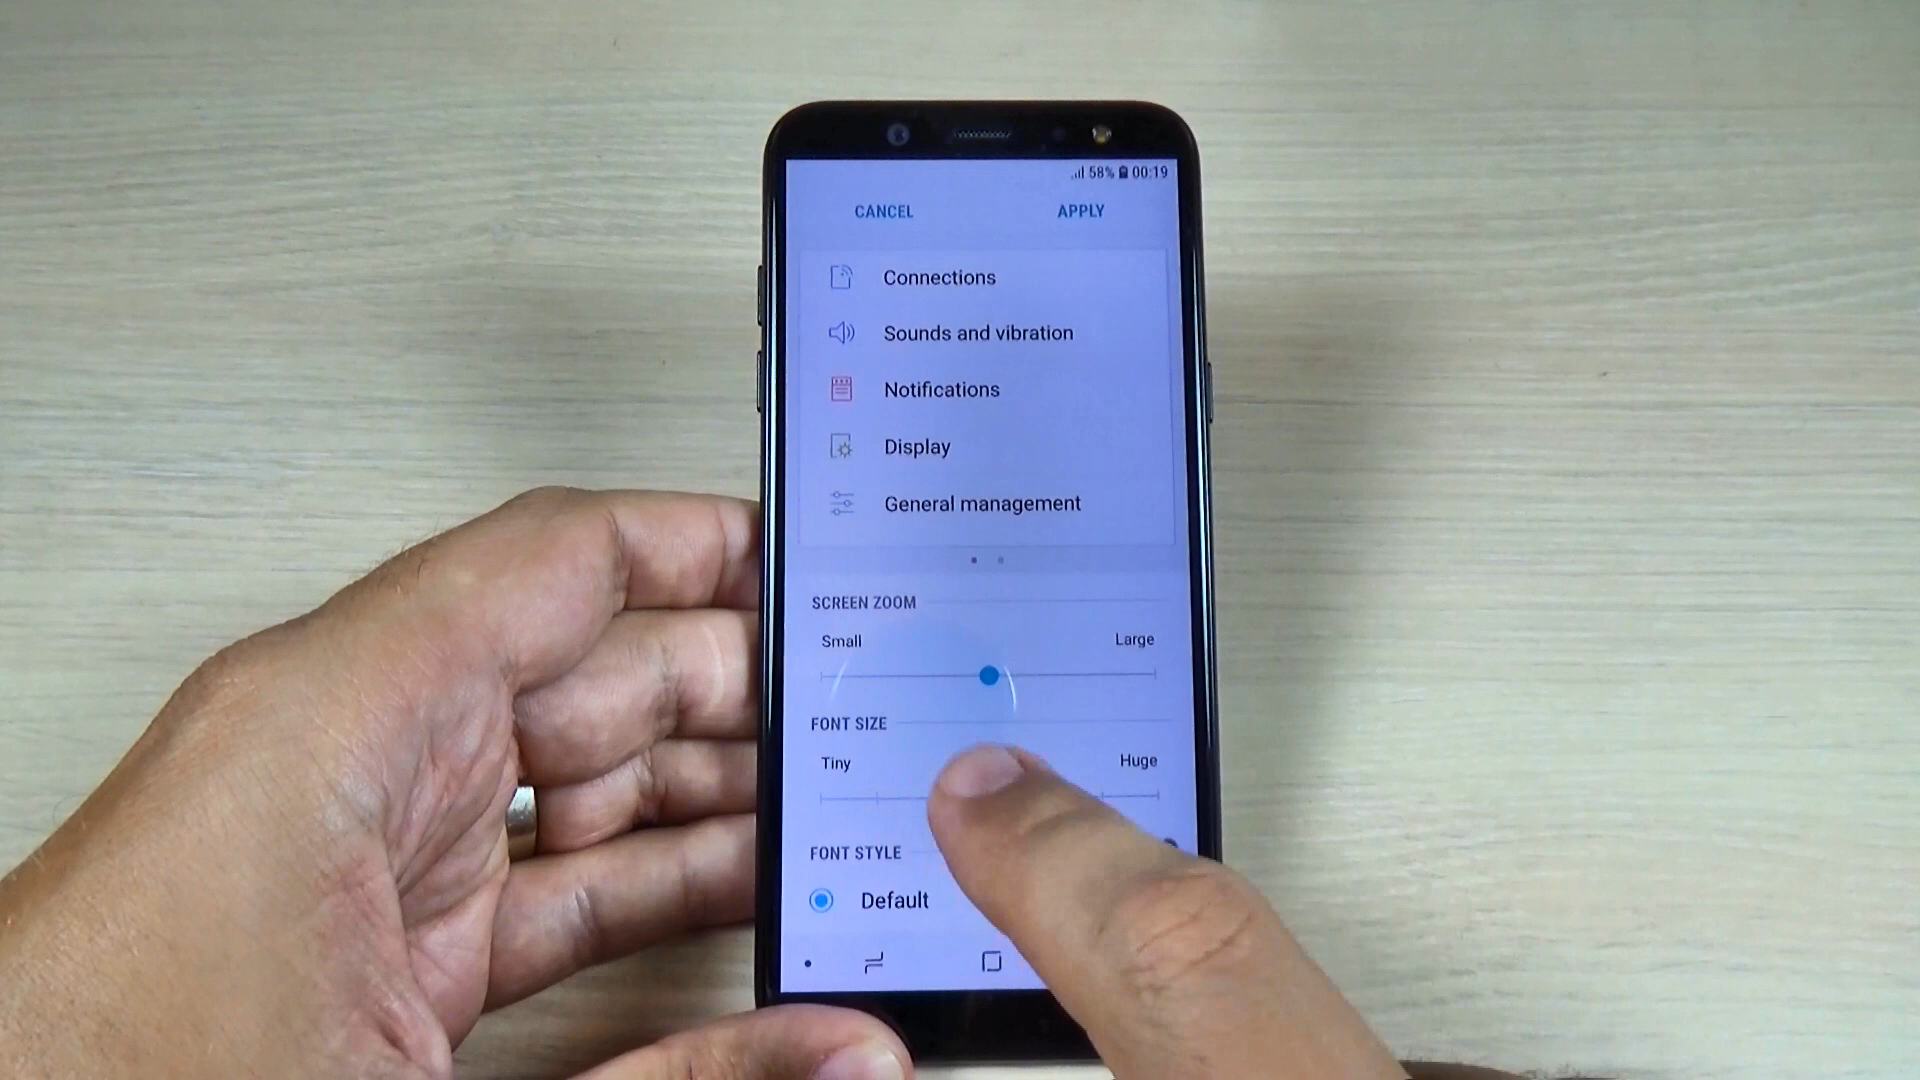 58% 00:19
CANCEL APPLY
Connections
Sounds and vibration
Notifications
Display
General management
SCREEN ZOOM
Small Large
FONT SIZE
Tiny Huge
FONT STYLE
Default